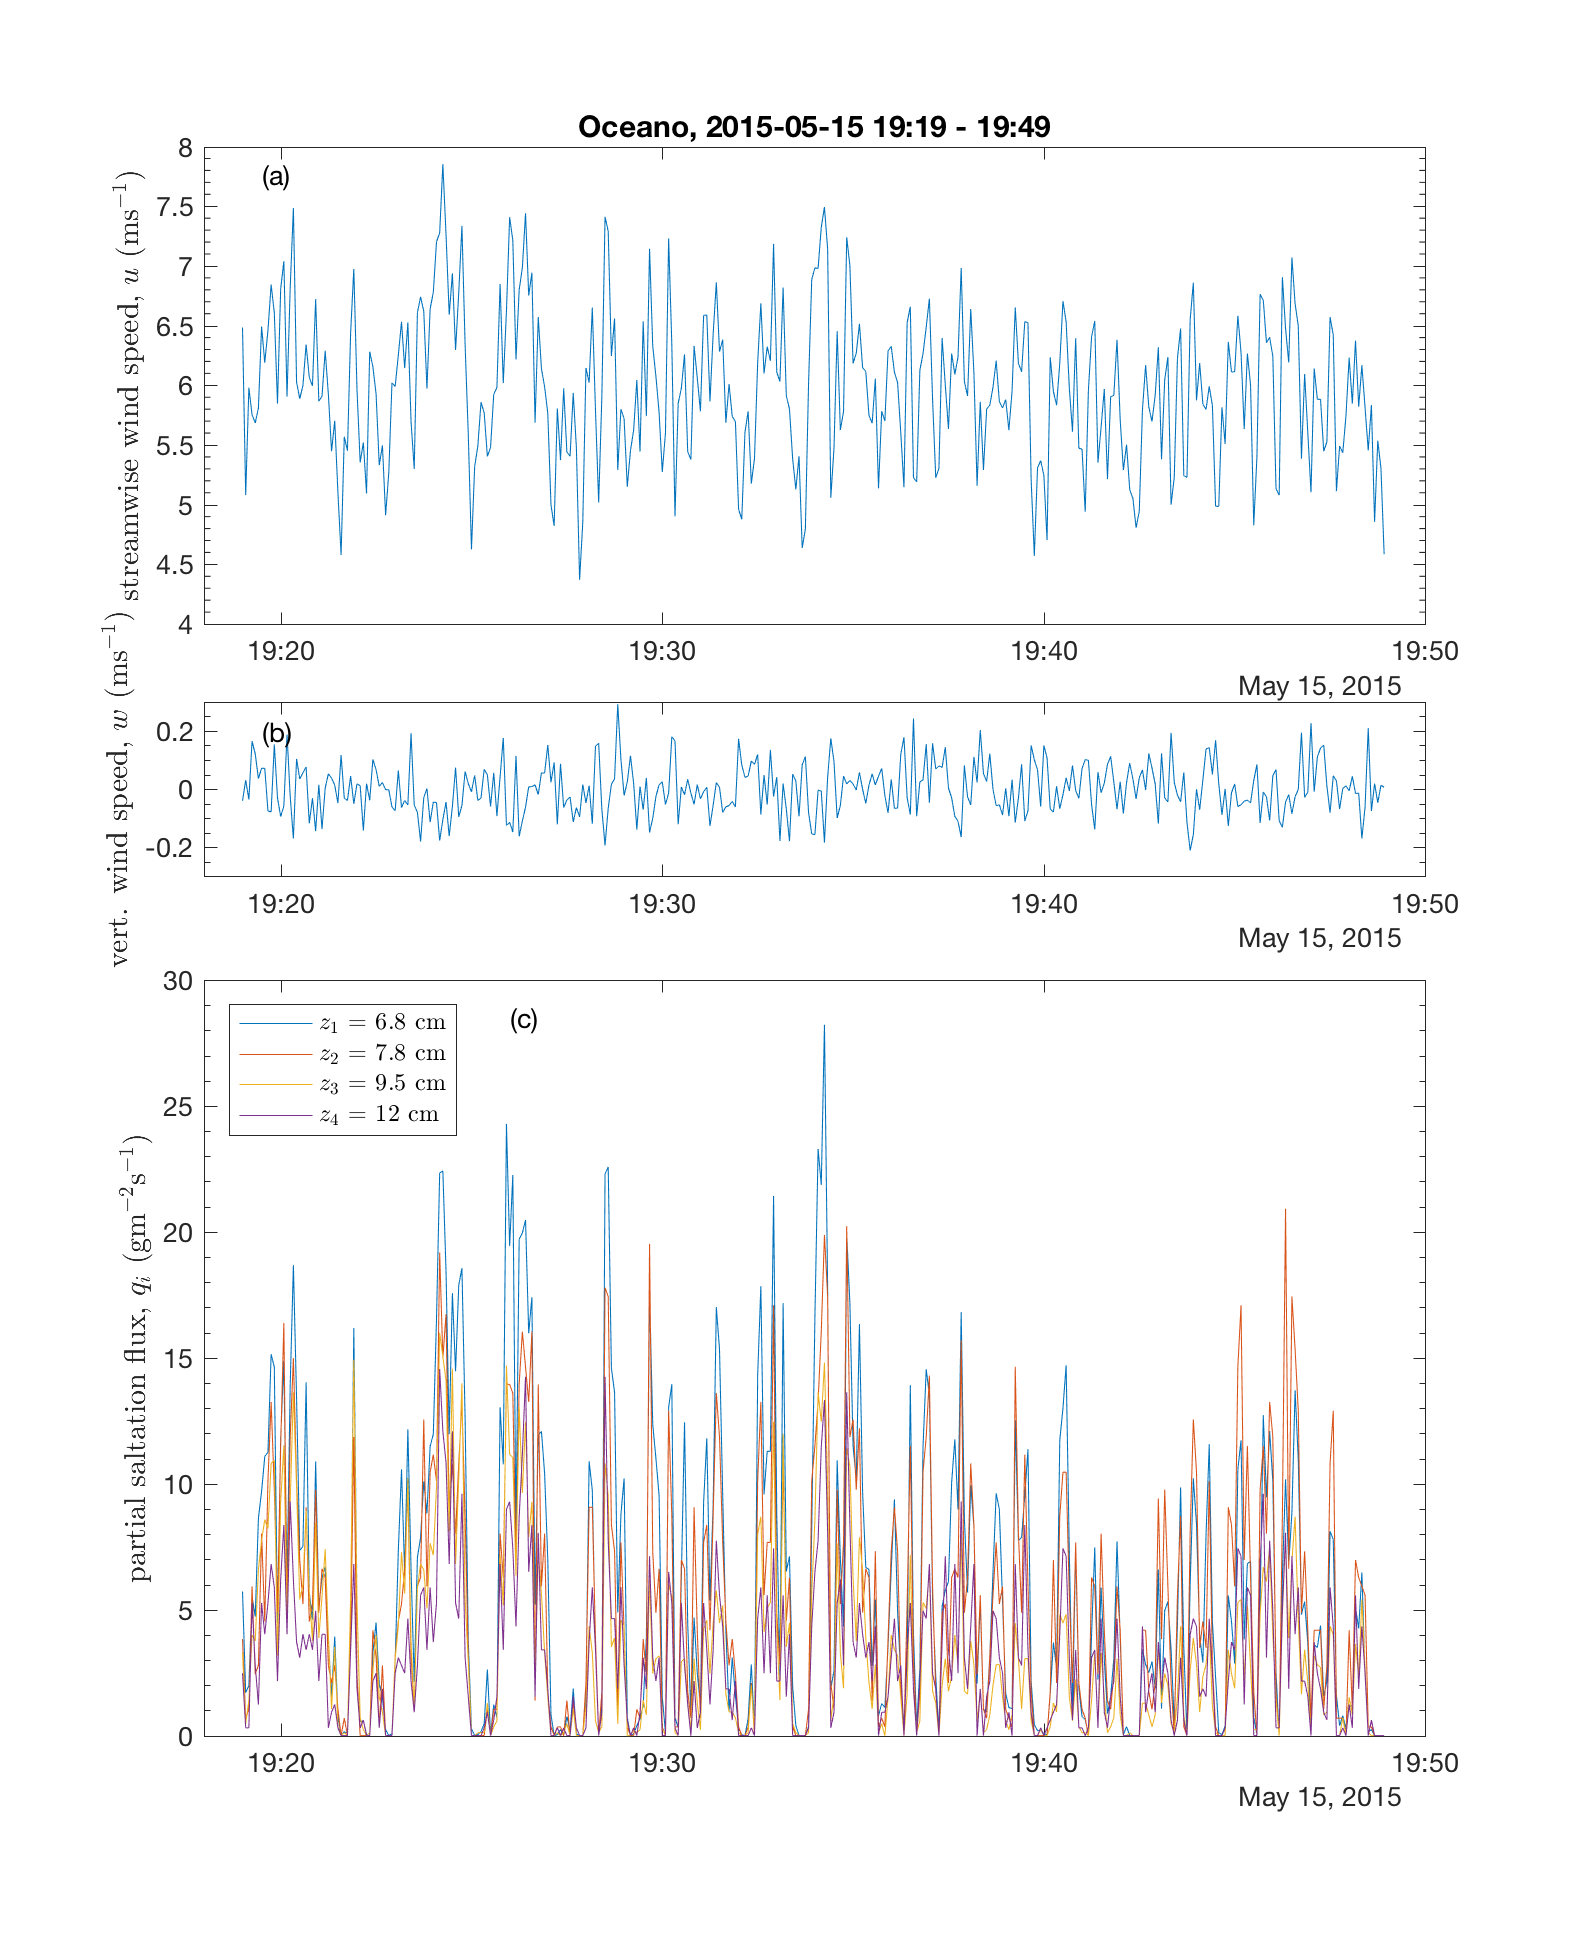 Oceano, 2015-05-15 19:19 - 19:49
(a)
streamwise wind speed, u (ms⁻¹)
8
7.5
7
6.5
6
5.5
5
4.5
4
19:20 19:30 19:40 19:50
May 15, 2015
(b)
vert. wind speed, w (ms⁻¹)
0.2
0
-0.2
19:20 19:30 19:40 19:50
May 15, 2015
(c)
partial saltation flux, qᵢ (gm⁻²s⁻¹)
30
25
20
15
10
5
0
z₁ = 6.8 cm
z₂ = 7.8 cm
z₃ = 9.5 cm
z₄ = 12 cm
19:20 19:30 19:40 19:50
May 15, 2015